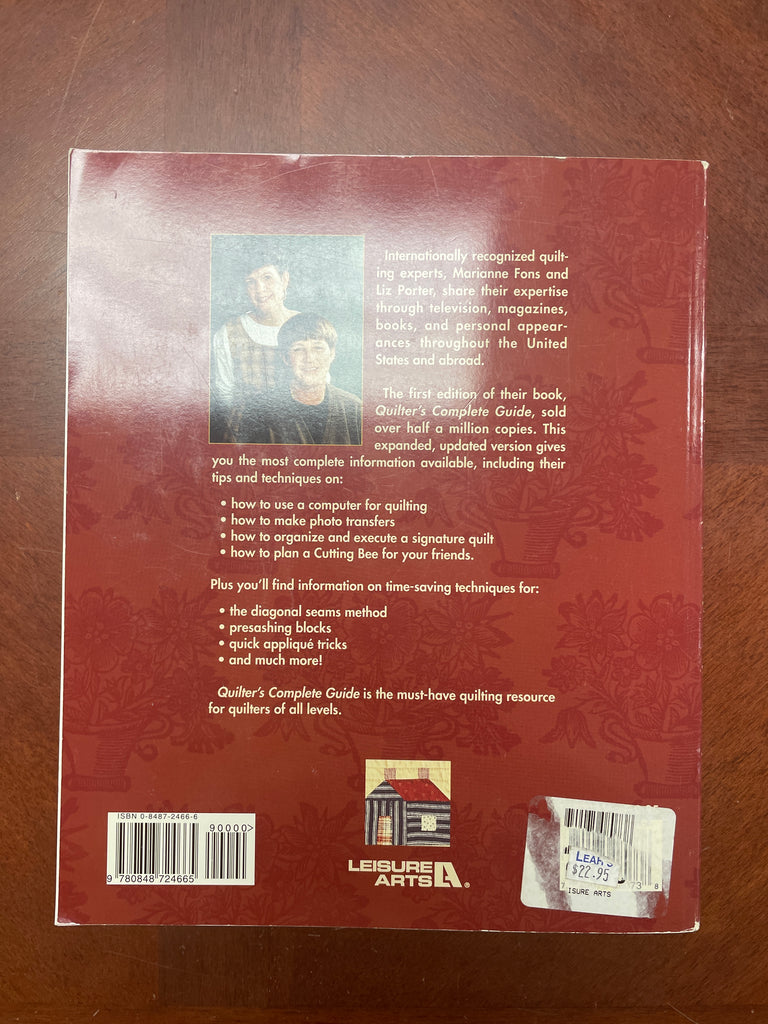 Internationally recognized quilt-
ing experts, Marianne Fons and
Liz Porter, share their expertise
through television, magazines,
books, and personal appear-
ances throughout the United
States and abroad.
The first edition of their book,
Quilter's Complete Guide, sold
over half a million copies. This
expanded, updated version gives
you the most complete information available, including their
tips and techniques on:
• how to use a computer for quilting
• how to make photo transfers
• how to organize and execute a signature quilt
• how to plan a Cutting Bee for your friends.
Plus you'll find information on time-saving techniques for:
• the diagonal seams method
• presashing blocks
• quick appliqué tricks
• and much more!
Quilter's Complete Guide is the must-have quilting resource
for quilters of all levels.
ISBN 0-8487-2466-6
90000>
9 780848 724665
LEISURE
ARTS LA®
LEAH'S
$22.95
73 8
ISURE ARTS